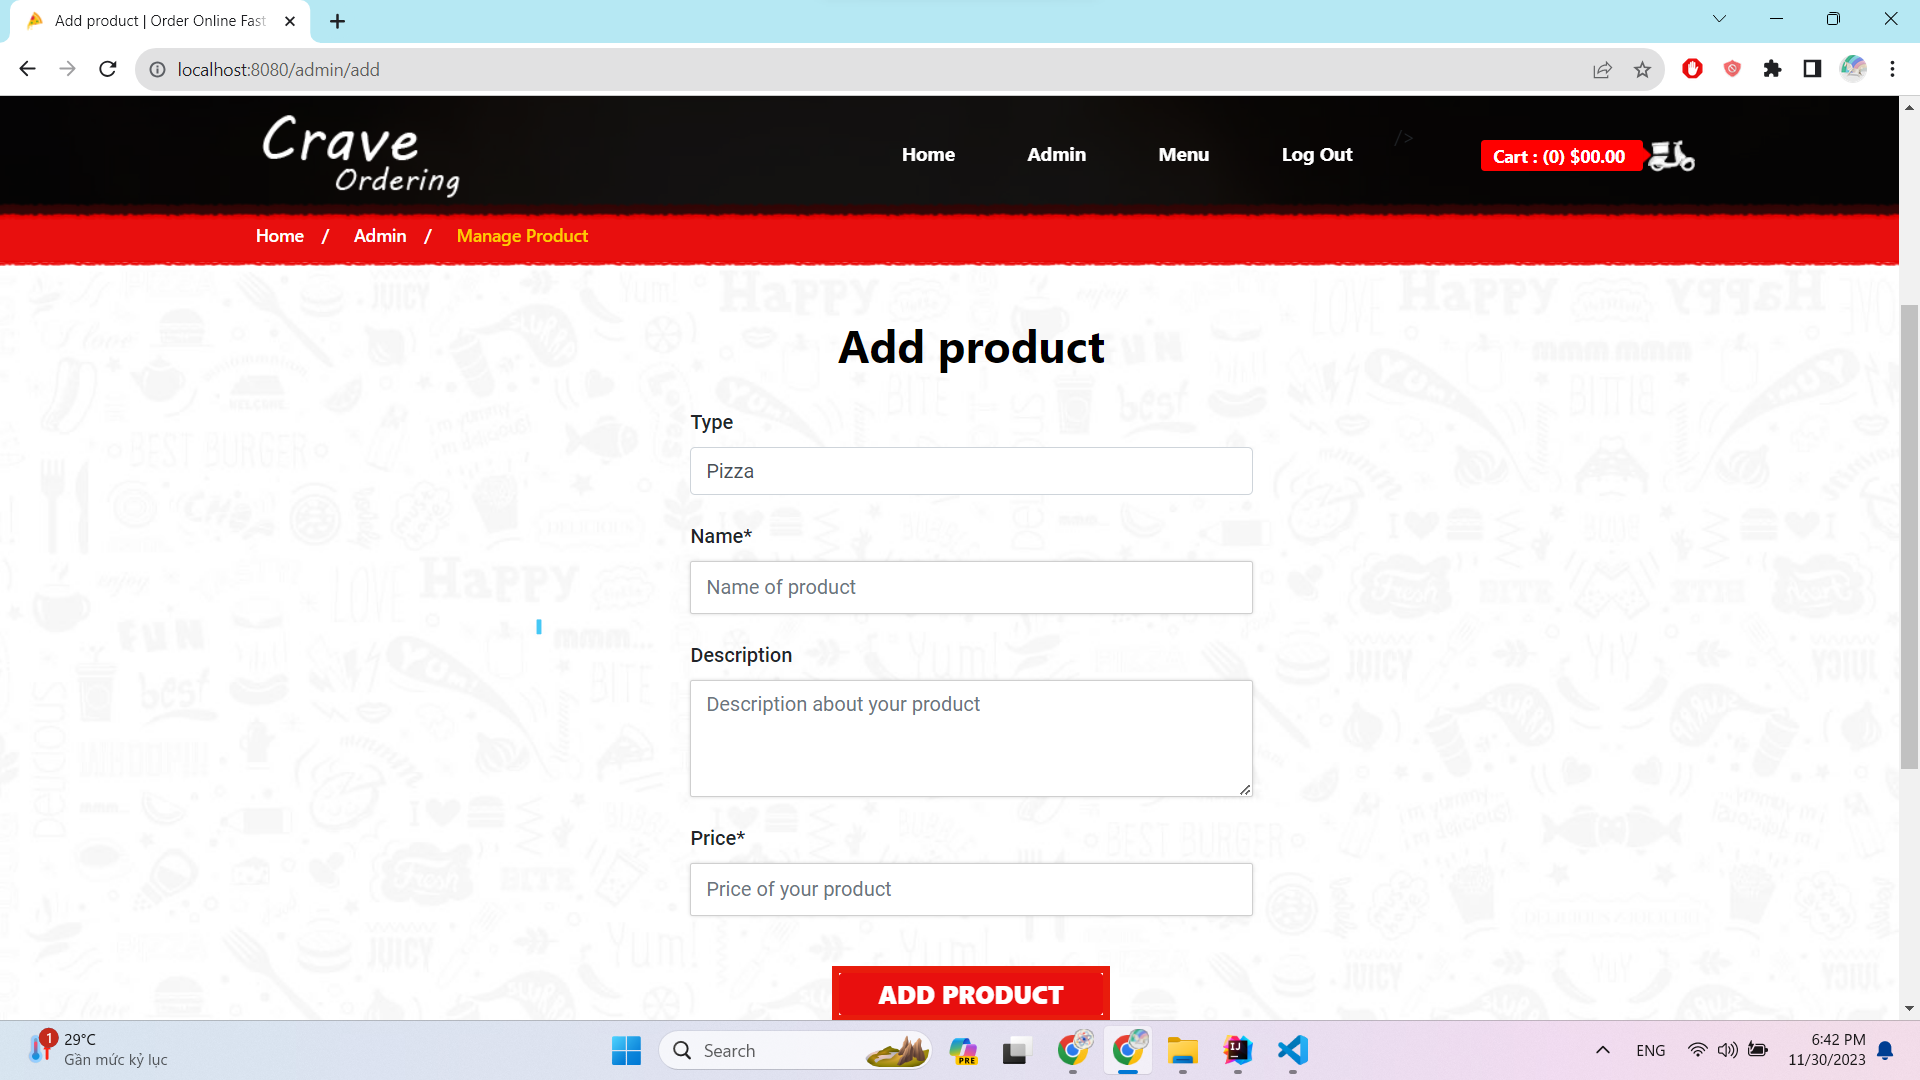 Add product | Order Online Fast
localhost:8080/admin/add
Crave
Ordering
Home
Admin
Menu
Log Out
/>
Cart : (0) $00.00
Home / Admin / Manage Product
Add product
Type
Pizza
Name*
Name of product
Description
Description about your product
Price*
Price of your product
ADD PRODUCT
1
29°C
Gần mức kỷ lục
Search
PRE
IJ
ENG
6:42 PM
11/30/2023